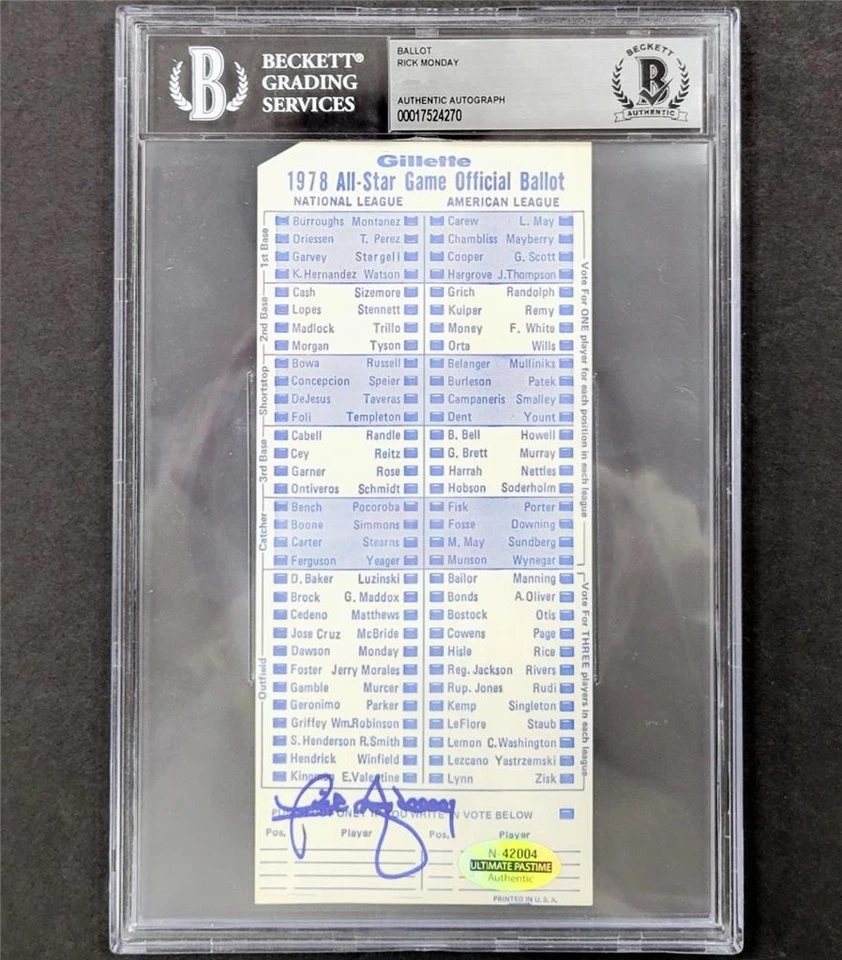 BECKETT®
GRADING
SERVICES
BALLOT
RICK MONDAY
AUTHENTIC AUTOGRAPH
00017524270
BECKETT
B
AUTHENTIC
Gillette
1978 All-Star Game Official Ballot
NATIONAL LEAGUE AMERICAN LEAGUE
1st Base
Burroughs Montanez Carew L. May
Driessen T. Perez Chambliss Mayberry
Garvey Stargell Cooper G. Scott
K. Hernandez Watson Hargrove J.Thompson
2nd Base
Cash Sizemore Grich Randolph
Lopes Stennett Kuiper Remy
Madlock Trillo Money F. White
Morgan Tyson Orta Wills
Shortstop
Bowa Russell Belanger Mulliniks
Concepcion Speier Burleson Patek
DeJesus Taveras Campaneris Smalley
Foli Templeton Dent Yount
3rd Base
Cabell Randle B. Bell Howell
Cey Reitz G. Brett Murray
Garner Rose Harrah Nettles
Ontiveros Schmidt Hobson Soderholm
Catcher
Bench Pocoroba Fisk Porter
Boone Simmons Fosse Downing
Carter Stearns M. May Sundberg
Ferguson Yeager Munson Wynegar
Outfield
D. Baker Luzinski Bailor Manning
Brock G. Maddox Bonds A.Oliver
Cedeno Matthews Bostock Otis
Jose Cruz McBride Cowens Page
Dawson Monday Hisle Rice
Foster Jerry Morales Reg. Jackson Rivers
Gamble Murcer Rup. Jones Rudi
Geronimo Parker Kemp Singleton
Griffey Wm.Robinson LeFlore Staub
S. Henderson R.Smith Lemon C.Washington
Hendrick Winfield Lezcano Yastrzemski
Kingman E.Valentine Lynn Zisk
Vote For ONE player for each position in each league
Vote For THREE players in each league
Rick Monday
ONLY IF YOU WRITE IN VOTE BELOW
Pos. Player Pos. Player
N-42004
ULTIMATE PASTIME
Authentic
PRINTED IN U.S.A.